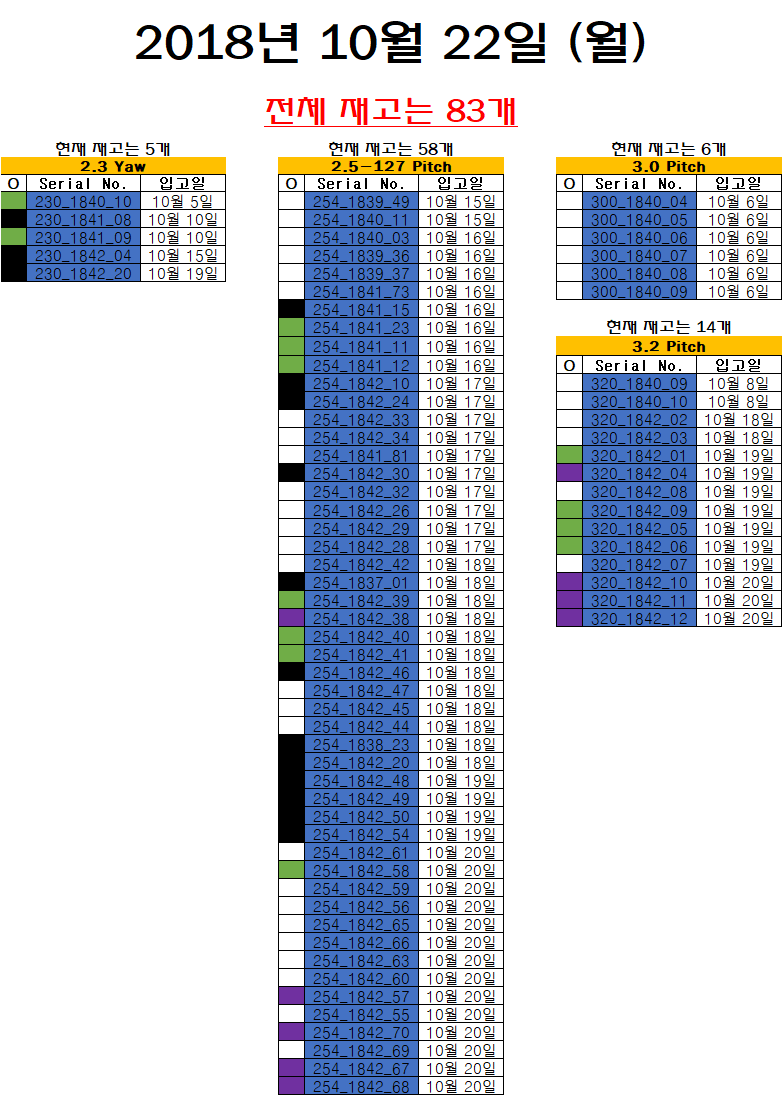 2018년 10월 22일 (월)
전체 재고는 83개
현재 재고는 5개
2.3 Yaw
O Serial No. 입고일
230_1840_10 10월 5일
230_1841_08 10월 10일
230_1841_09 10월 10일
230_1842_04 10월 15일
230_1842_20 10월 19일
현재 재고는 58개
2.5-127 Pitch
O Serial No. 입고일
254_1839_49 10월 15일
254_1840_11 10월 15일
254_1840_03 10월 16일
254_1839_36 10월 16일
254_1839_37 10월 16일
254_1841_73 10월 16일
254_1841_15 10월 16일
254_1841_23 10월 16일
254_1841_11 10월 16일
254_1841_12 10월 16일
254_1842_10 10월 17일
254_1842_24 10월 17일
254_1842_33 10월 17일
254_1842_34 10월 17일
254_1841_81 10월 17일
254_1842_30 10월 17일
254_1842_32 10월 17일
254_1842_26 10월 17일
254_1842_29 10월 17일
254_1842_28 10월 17일
254_1842_42 10월 18일
254_1837_01 10월 18일
254_1842_39 10월 18일
254_1842_38 10월 18일
254_1842_40 10월 18일
254_1842_41 10월 18일
254_1842_46 10월 18일
254_1842_47 10월 18일
254_1842_45 10월 18일
254_1842_44 10월 18일
254_1838_23 10월 18일
254_1842_20 10월 18일
254_1842_48 10월 19일
254_1842_49 10월 19일
254_1842_50 10월 19일
254_1842_54 10월 19일
254_1842_61 10월 20일
254_1842_58 10월 20일
254_1842_59 10월 20일
254_1842_56 10월 20일
254_1842_65 10월 20일
254_1842_66 10월 20일
254_1842_63 10월 20일
254_1842_60 10월 20일
254_1842_57 10월 20일
254_1842_55 10월 20일
254_1842_70 10월 20일
254_1842_69 10월 20일
254_1842_67 10월 20일
254_1842_68 10월 20일
현재 재고는 6개
3.0 Pitch
O Serial No. 입고일
300_1840_04 10월 6일
300_1840_05 10월 6일
300_1840_06 10월 6일
300_1840_07 10월 6일
300_1840_08 10월 6일
300_1840_09 10월 6일
현재 재고는 14개
3.2 Pitch
O Serial No. 입고일
320_1840_09 10월 8일
320_1840_10 10월 8일
320_1842_02 10월 18일
320_1842_03 10월 18일
320_1842_01 10월 19일
320_1842_04 10월 19일
320_1842_08 10월 19일
320_1842_09 10월 19일
320_1842_05 10월 19일
320_1842_06 10월 19일
320_1842_07 10월 19일
320_1842_10 10월 20일
320_1842_11 10월 20일
320_1842_12 10월 20일